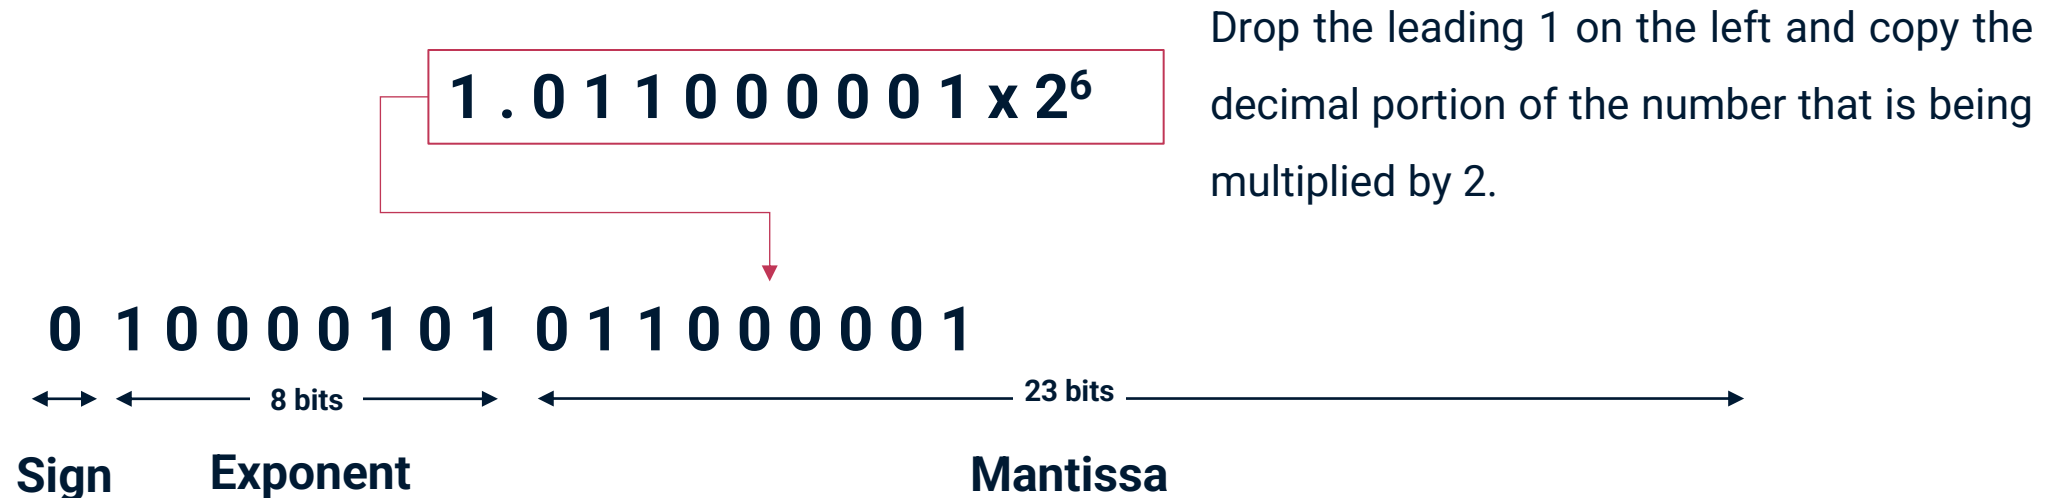 Drop the leading 1 on the left and copy the
decimal portion of the number that is being
multiplied by 2.
1 . 0 1 1 0 0 0 0 0 1 x 2⁶
0 1 0 0 0 0 1 0 1 0 1 1 0 0 0 0 0 1
8 bits 23 bits
Sign Exponent Mantissa